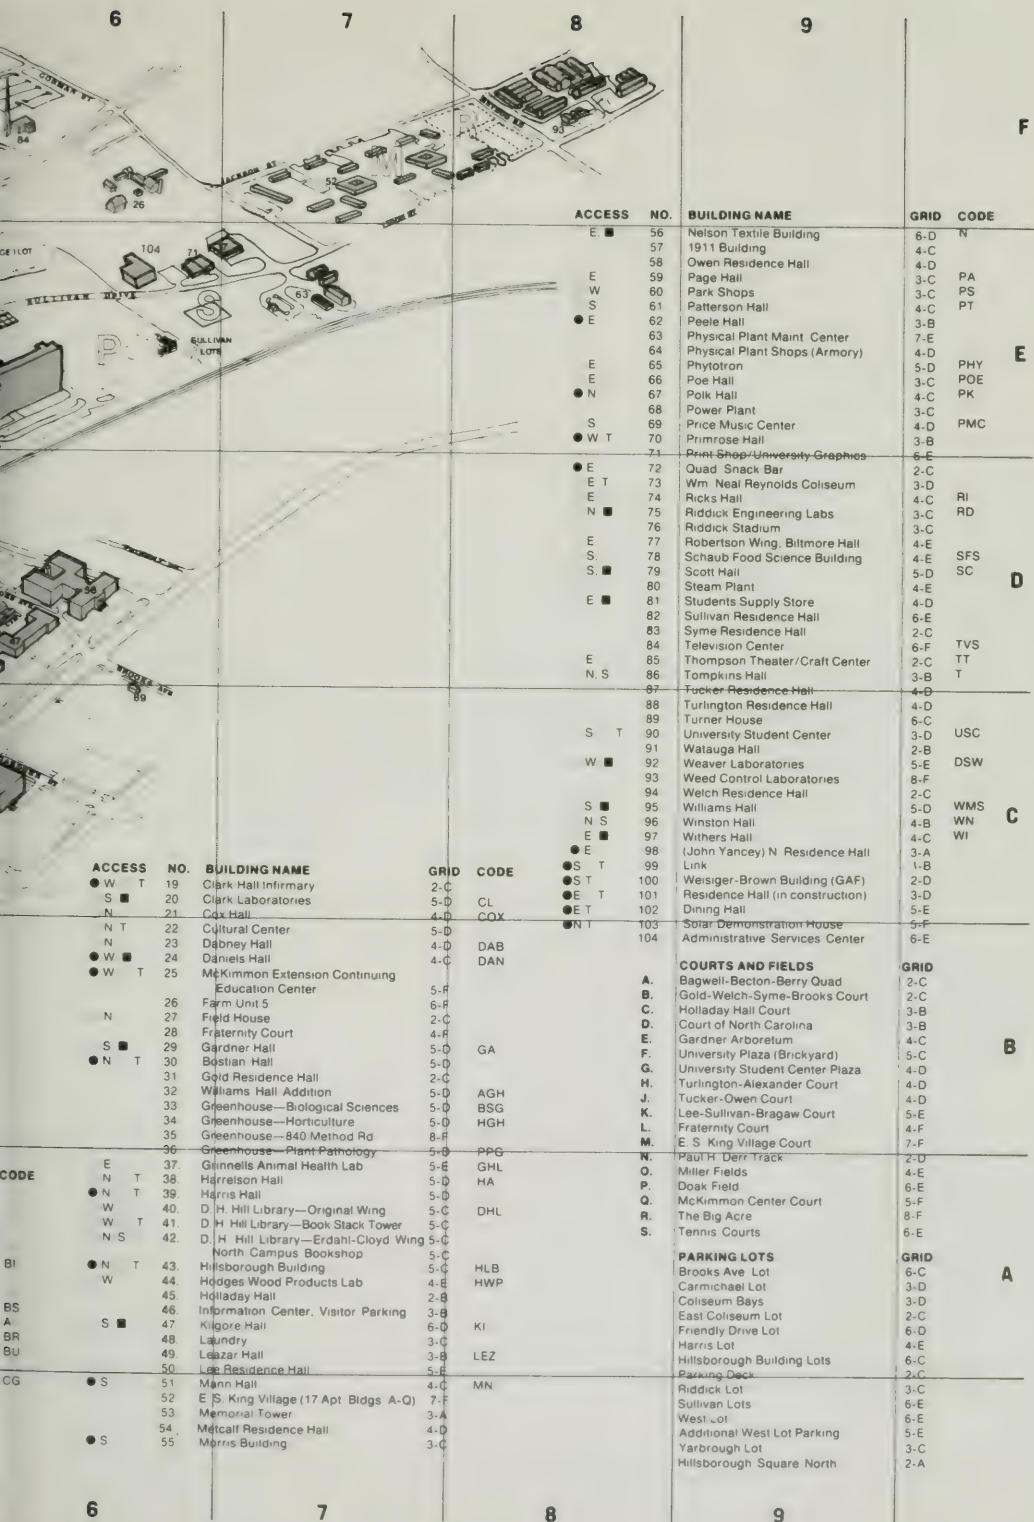 6 7 8 9
GORMAN ST
84
93
F
JACKSON ST
52
26
LIGON ST
M
104
71
63
SULLIVAN DRIVE
S
SULLIVAN LOTS
P
56
BROOKS AVE
89
ACCESS NO. BUILDING NAME GRID CODE
E. ■ 56 Nelson Textile Building 6-D N
57 1911 Building 4-C
58 Owen Residence Hall 4-D
E 59 Page Hall 3-C PA
W 60 Park Shops 3-C PS
S 61 Patterson Hall 4-C PT
● E 62 Peele Hall 3-B
63 Physical Plant Maint Center 7-E
64 Physical Plant Shops (Armory) 4-D
E
E 65 Phytotron 5-D PHY
E 66 Poe Hall 3-C POE
● N 67 Polk Hall 4-C PK
68 Power Plant 3-C
S 69 Price Music Center 4-D PMC
● W T 70 Primrose Hall 3-B
71 Print Shop/University Graphics 6-E
● E 72 Quad Snack Bar 2-C
E T 73 Wm Neal Reynolds Coliseum 3-D
E 74 Ricks Hall 4-C RI
N ■ 75 Riddick Engineering Labs 3-C RD
76 Riddick Stadium 3-C
E 77 Robertson Wing, Biltmore Hall 4-E
S. 78 Schaub Food Science Building 4-E SFS
S. ■ 79 Scott Hall 5-D SC
D
80 Steam Plant 4-E
E ■ 81 Students Supply Store 4-D
82 Sullivan Residence Hall 6-E
83 Syme Residence Hall 2-C
84 Television Center 6-F TVS
E 85 Thompson Theater/Craft Center 2-C TT
N. S 86 Tompkins Hall 3-B T
87 Tucker Residence Hall 4-D
88 Turlington Residence Hall 4-D
89 Turner House 6-C
S T 90 University Student Center 3-D USC
91 Watauga Hall 2-B
W ■ 92 Weaver Laboratories 5-E DSW
93 Weed Control Laboratories 8-F
94 Welch Residence Hall 2-C
S ■ 95 Williams Hall 5-D WMS
C
N S 96 Winston Hall 4-B WN
E ■ 97 Withers Hall 4-C WI
● E 98 (John Yancey) N Residence Hall 3-A
●S T 99 Link 1-B
●S T 100 Weisiger-Brown Building (GAF) 2-D
●E T 101 Residence Hall (in construction) 3-D
●E T 102 Dining Hall 5-E
●N T 103 Solar Demonstration House 5-F
104 Administrative Services Center 6-E
ACCESS NO. BUILDING NAME GRID CODE
● W T 19 Clark Hall Infirmary 2-C
S ■ 20 Clark Laboratories 5-D CL
N 21 Cox Hall 4-D COX
N T 22 Cultural Center 5-D
N 23 Dabney Hall 4-D DAB
● W ■ 24 Daniels Hall 4-C DAN
● W T 25 McKimmon Extension Continuing
Education Center 5-F
26 Farm Unit 5 6-F
N 27 Field House 2-C
28 Fraternity Court 4-F
S ■ 29 Gardner Hall 5-D GA
● N T 30 Bostian Hall 5-D
31 Gold Residence Hall 2-C
32 Williams Hall Addition 5-D AGH
33 Greenhouse—Biological Sciences 5-D BSG
34 Greenhouse—Horticulture 5-D HGH
35 Greenhouse—840 Method Rd 8-F
36 Greenhouse—Plant Pathology 5-D PPG
E 37. Grinnells Animal Health Lab 5-E GHL
N T 38. Harrelson Hall 5-D HA
● N T 39. Harris Hall 5-D
W 40. D. H. Hill Library—Original Wing 5-C DHL
W T 41. D. H Hill Library—Book Stack Tower 5-C
N S 42. D. H Hill Library—Erdahl-Cloyd Wing 5-C
North Campus Bookshop 5-C
● N T 43. Hillsborough Building 5-C HLB
W 44. Hodges Wood Products Lab 4-E HWP
45. Holladay Hall 2-B
46. Information Center, Visitor Parking 3-B
S ■ 47 Kilgore Hall 6-D KI
48. Laundry 3-C
49. Leazar Hall 3-B LEZ
50 Lee Residence Hall 5-E
● S 51 Mann Hall 4-C MN
52 E S. King Village (17 Apt Bldgs A-Q) 7-F
53 Memorial Tower 3-A
54 Metcalf Residence Hall 4-D
● S 55 Morris Building 3-C
CODE
BI
BS
A
BR
BU
CG
COURTS AND FIELDS GRID
A. Bagwell-Becton-Berry Quad 2-C
B. Gold-Welch-Syme-Brooks Court 2-C
C. Holladay Hall Court 3-B
D. Court of North Carolina 3-B
E. Gardner Arboretum 4-C
B
F. University Plaza (Brickyard) 5-C
G. University Student Center Plaza 4-D
H. Turlington-Alexander Court 4-D
J. Tucker-Owen Court 4-D
K. Lee-Sullivan-Bragaw Court 5-E
L. Fraternity Court 4-F
M. E. S King Village Court 7-F
N. Paul H Derr Track 2-D
O. Miller Fields 4-E
P. Doak Field 6-E
Q. McKimmon Center Court 5-F
R. The Big Acre 8-F
S. Tennis Courts 6-E
PARKING LOTS GRID
Brooks Ave Lot 6-C
A
Carmichael Lot 3-D
Coliseum Bays 3-D
East Coliseum Lot 2-C
Friendly Drive Lot 6-D
Harris Lot 4-E
Hillsborough Building Lots 6-C
Parking Deck 2-C
Riddick Lot 3-C
Sullivan Lots 6-E
West Lot 6-E
Additional West Lot Parking 5-E
Yarbrough Lot 3-C
Hillsborough Square North 2-A
6 7 8 9